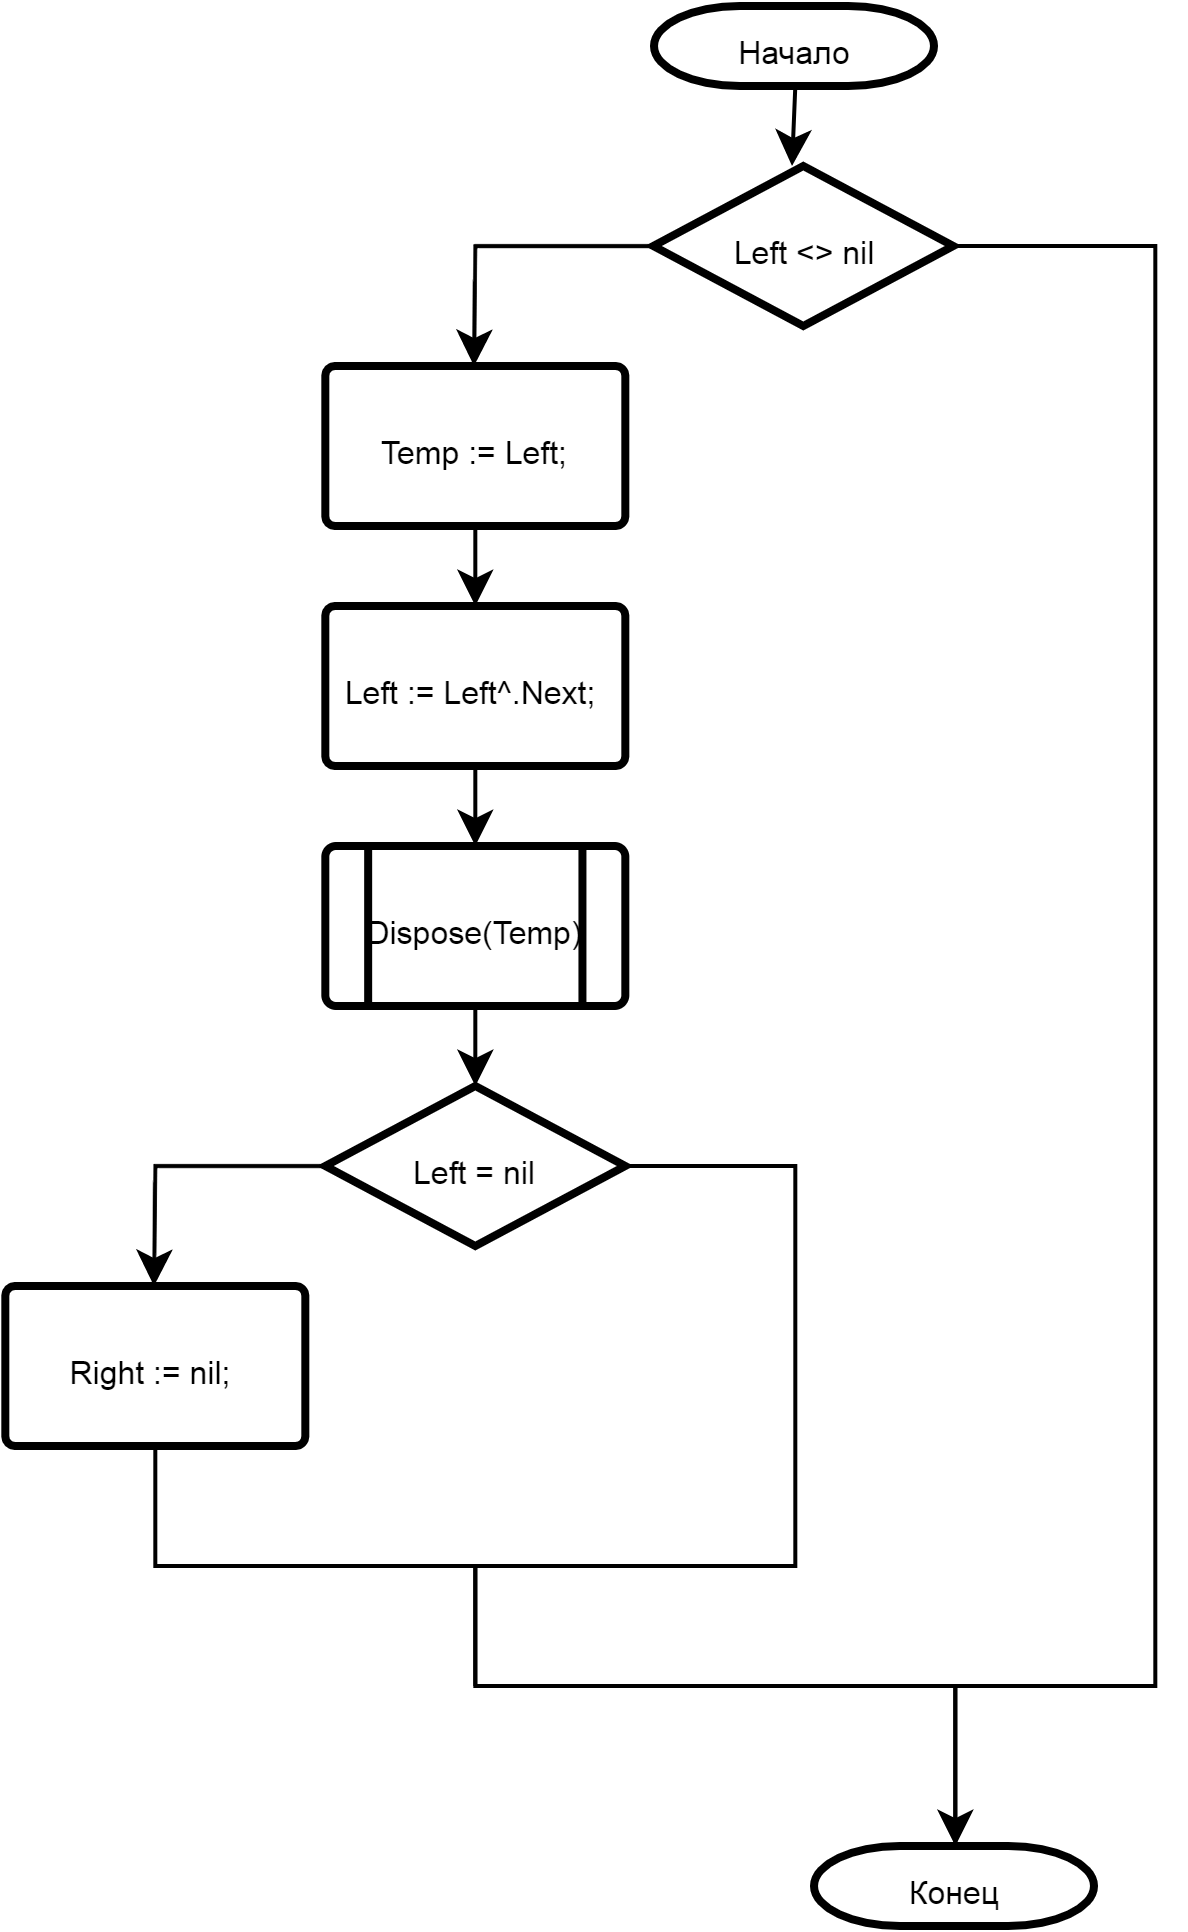 Начало
Left <> nil
Temp := Left;
Left := Left^.Next;
Dispose(Temp)
Left = nil
Right := nil;
Конец